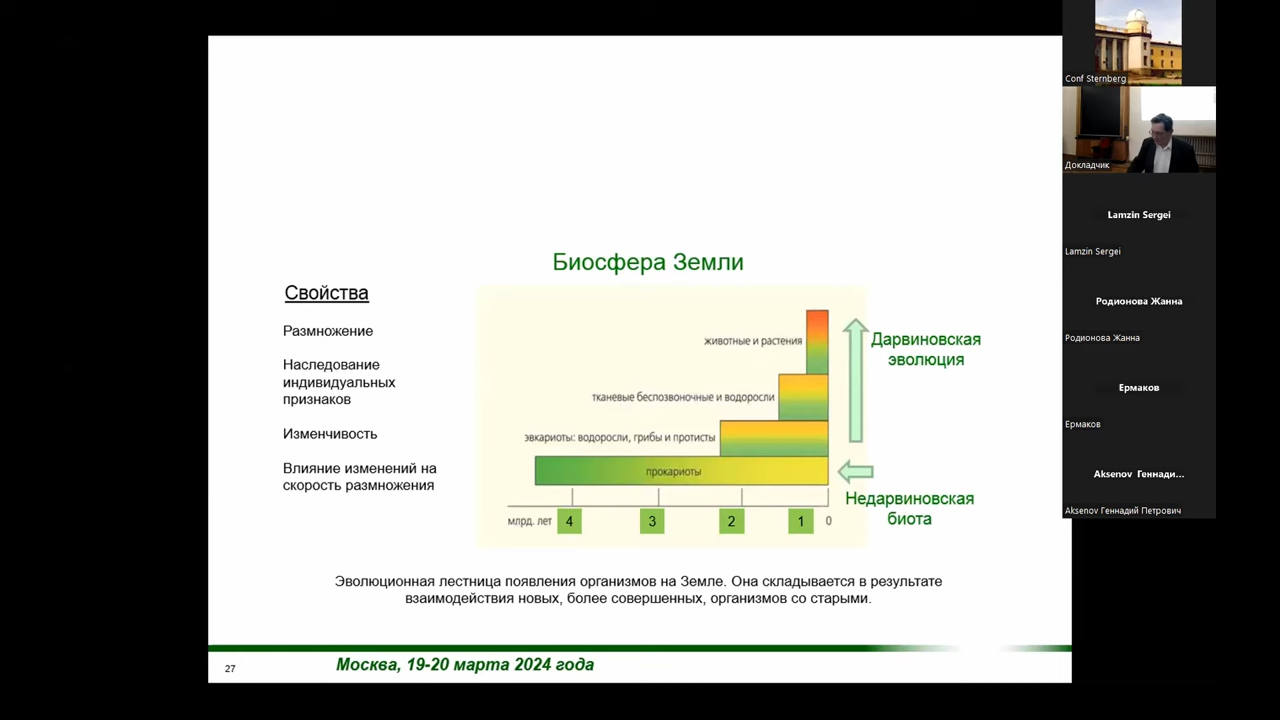 Биосфера Земли
Свойства
Размножение
Наследование
индивидуальных
признаков
Изменчивость
Влияние изменений на
скорость размножения
животные и растения
тканевые беспозвоночные и водоросли
эвкариоты: водоросли, грибы и протисты
прокариоты
млрд. лет
4
3
2
1
0
Дарвиновская
эволюция
Недарвиновская
биота
Эволюционная лестница появления организмов на Земле. Она складывается в результате
взаимодействия новых, более совершенных, организмов со старыми.
27
Москва, 19-20 марта 2024 года
Conf Sternberg
Докладчик
Lamzin Sergei
Lamzin Sergei
Родионова Жанна
Родионова Жанна
Ермаков
Ермаков
Aksenov Геннади...
Aksenov Геннадий Петрович